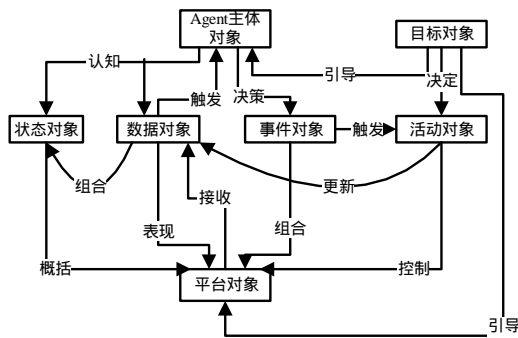 Agent主体
对象
目标对象
认知
引导
决定
触发
决策
状态对象
数据对象
事件对象
触发
活动对象
组合
接收
更新
表现
组合
概括
平台对象
控制
引导